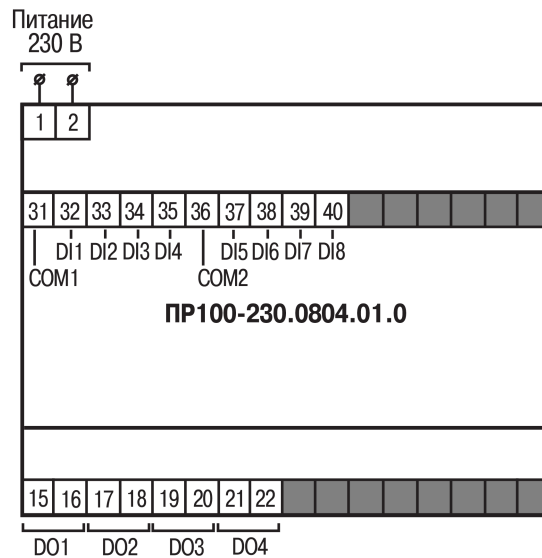 Питание
230 В
1 2
31 32 33 34 35 36 37 38 39 40
DI1 DI2 DI3 DI4 DI5 DI6 DI7 DI8
COM1 COM2
ПР100-230.0804.01.0
15 16 17 18 19 20 21 22
DO1 DO2 DO3 DO4